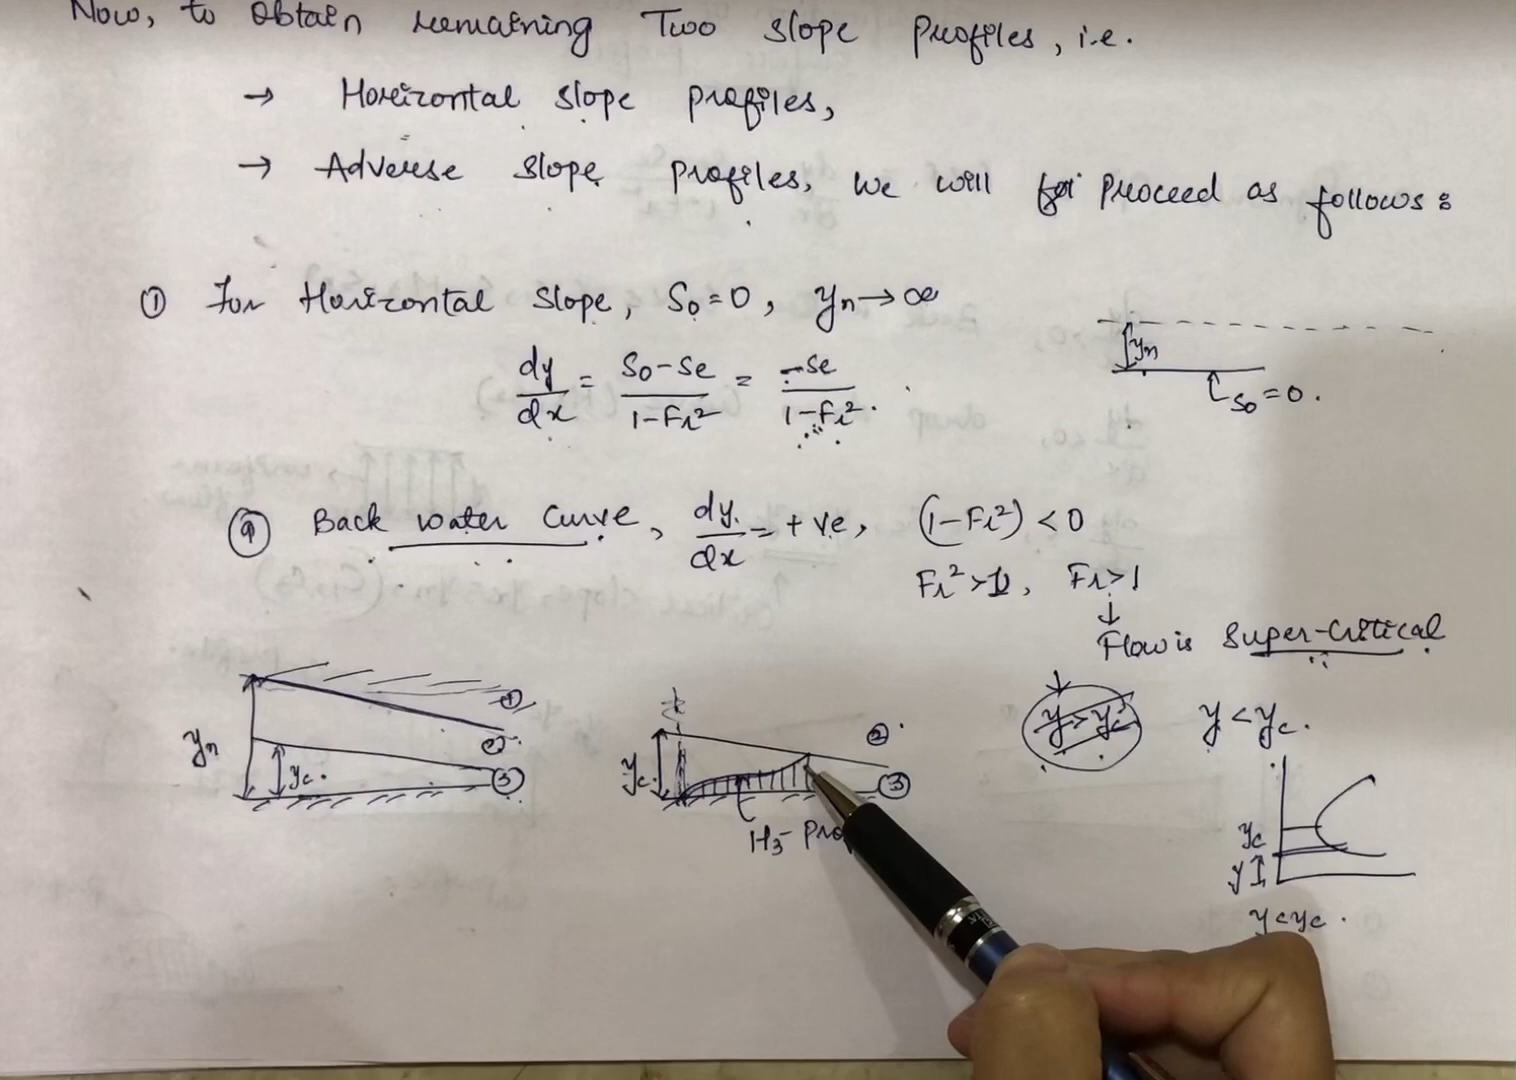 Now, to obtain remaining Two slope profiles, i.e.
→ Horizontal slope profiles,
→ Adverse slope profiles, we will proceed as follows:
① For Horizontal slope, S₀ = 0, yₙ → ∞
yₙ
S₀ = 0.
dy/dx = (S₀ - Se)/(1 - Fr²) = -Se/(1 - Fr²).
ⓐ Back water Curve, dy/dx = +ve, (1 - Fr²) < 0
Fr² > 1, Fr > 1
↓
Flow is Super-critical
y > yc y < yc.
yₙ yc. ① ② ③
yc ② ③
H₃- Pro
yc
y
y < yc.